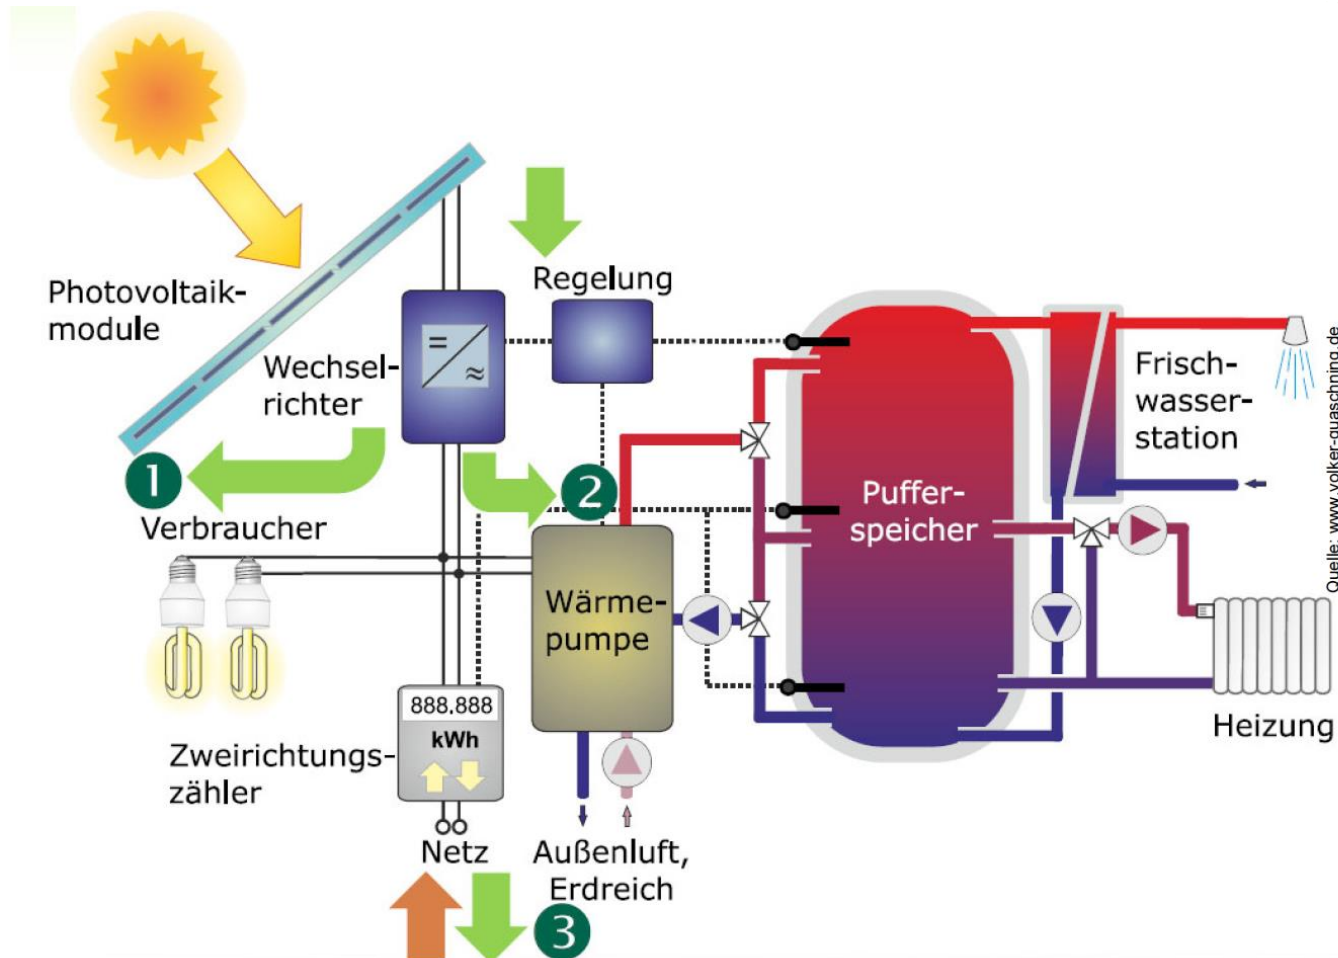 Regelung
Photovoltaik-
module
Wechsel-
richter
=
≈
Frisch-
wasser-
station
Quelle: www.volker-quaschning.de
1
2
Verbraucher
Puffer-
speicher
Wärme-
pumpe
888.888
kWh
Zweirichtungs-
zähler
Heizung
Netz
Außenluft,
Erdreich
3